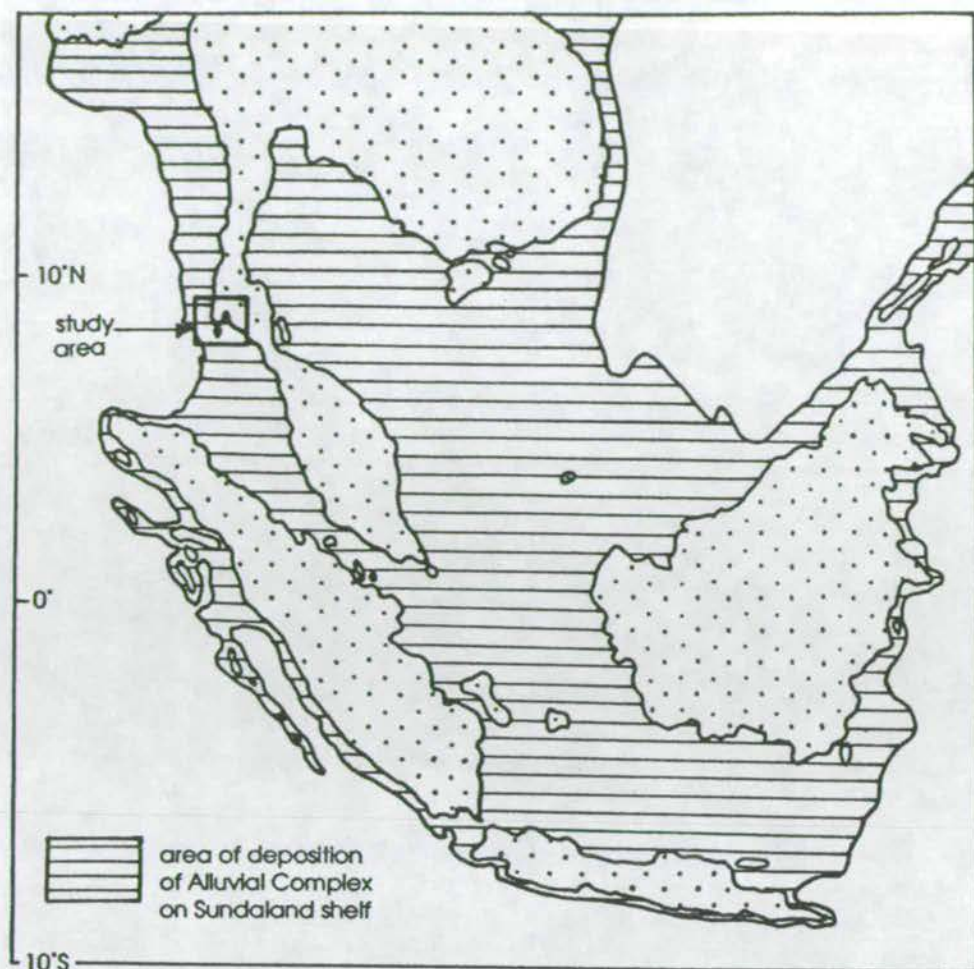 10°N
study
area
0°
area of deposition
of Alluvial Complex
on Sundaland shelf
10°S